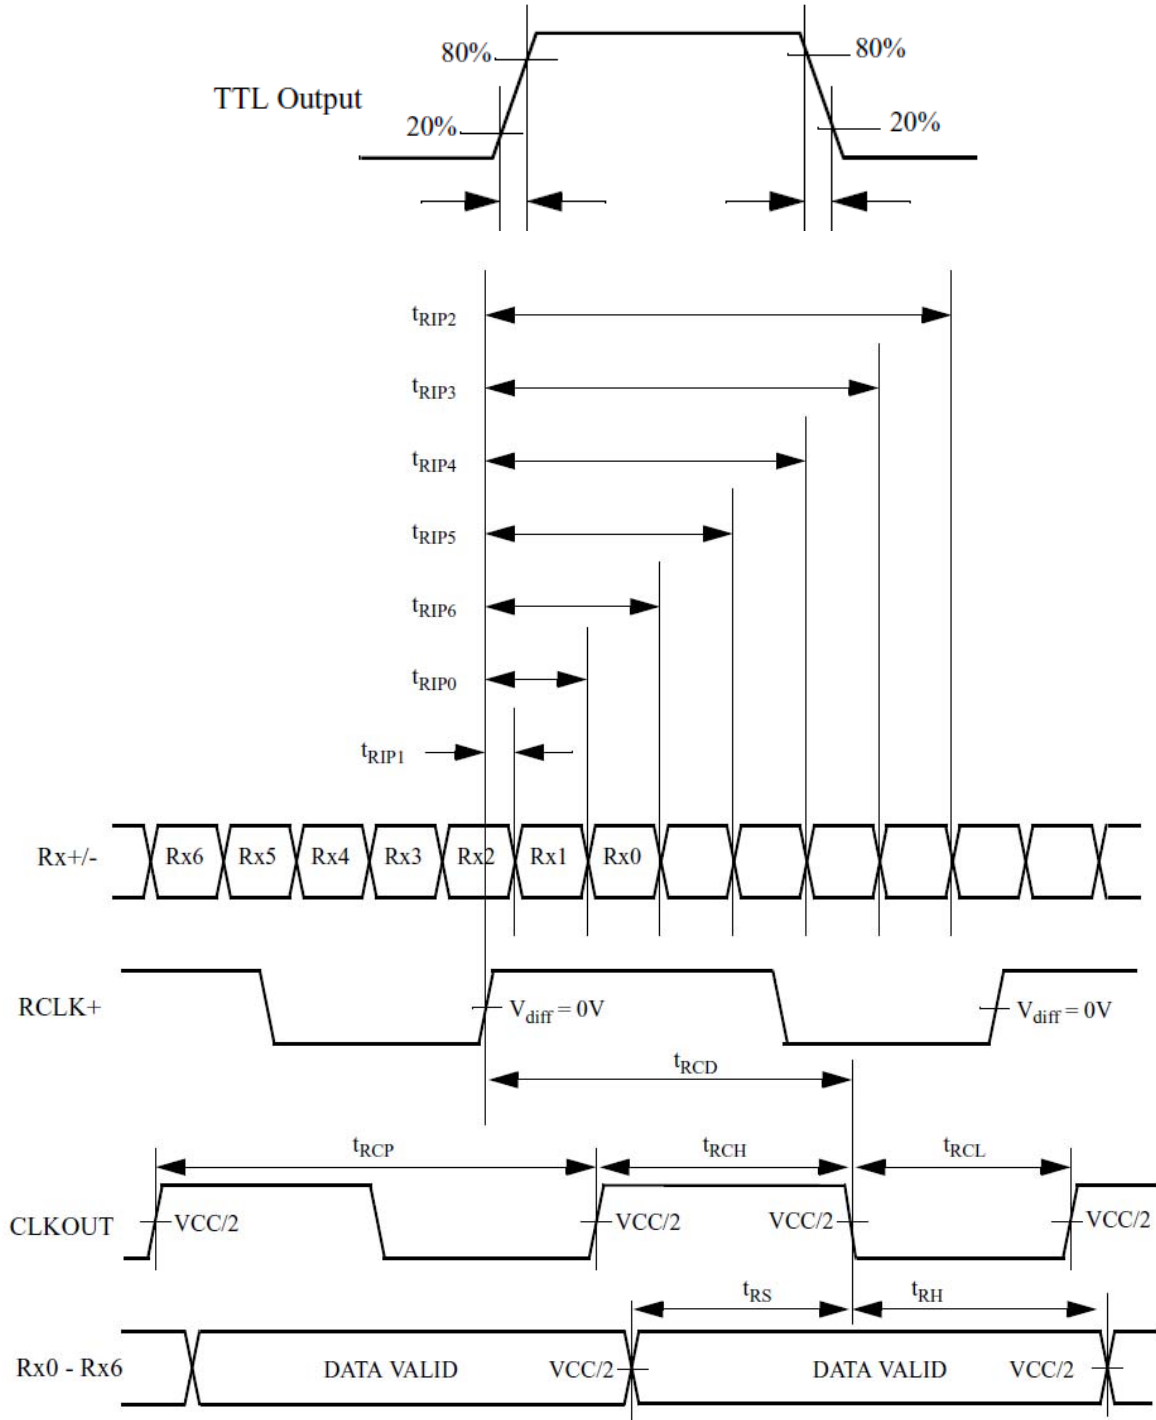 80% 80%
TTL Output
20% 20%
tRIP2
tRIP3
tRIP4
tRIP5
tRIP6
tRIP0
tRIP1
Rx+/- Rx6 Rx5 Rx4 Rx3 Rx2 Rx1 Rx0
RCLK+ Vdiff = 0V Vdiff = 0V
tRCD
tRCP tRCH tRCL
CLKOUT VCC/2 VCC/2 VCC/2 VCC/2
tRS tRH
Rx0 - Rx6 DATA VALID VCC/2 DATA VALID VCC/2